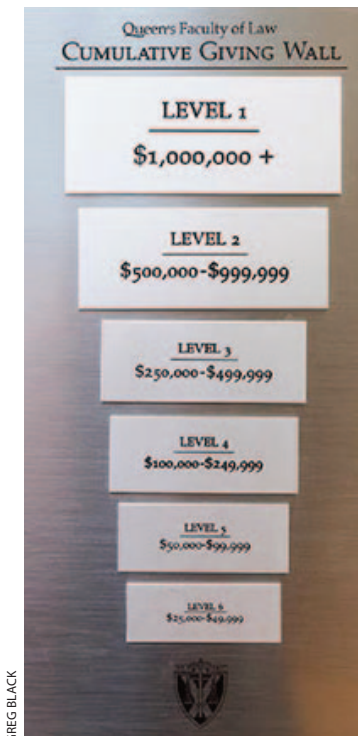 Queen's Faculty of Law
CUMULATIVE GIVING WALL
LEVEL 1
$1,000,000 +
LEVEL 2
$500,000-$999,999
LEVEL 3
$250,000-$499,999
LEVEL 4
$100,000-$249,999
LEVEL 5
$50,000-$99,999
LEVEL 6
$25,000-$49,999
GREG BLACK